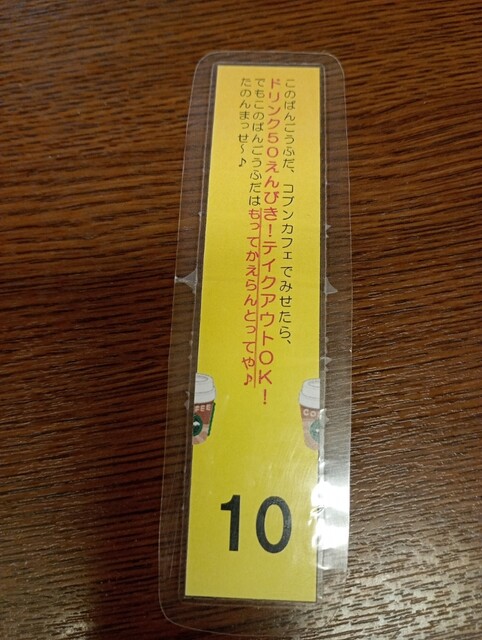 このばんごうふだ、コブンカフェでみせたら、
ドリンク50えんびき！テイクアウトOK！
でもこのばんごうふだはもってかえらんとってや♪
たのんまっせ～♪
10